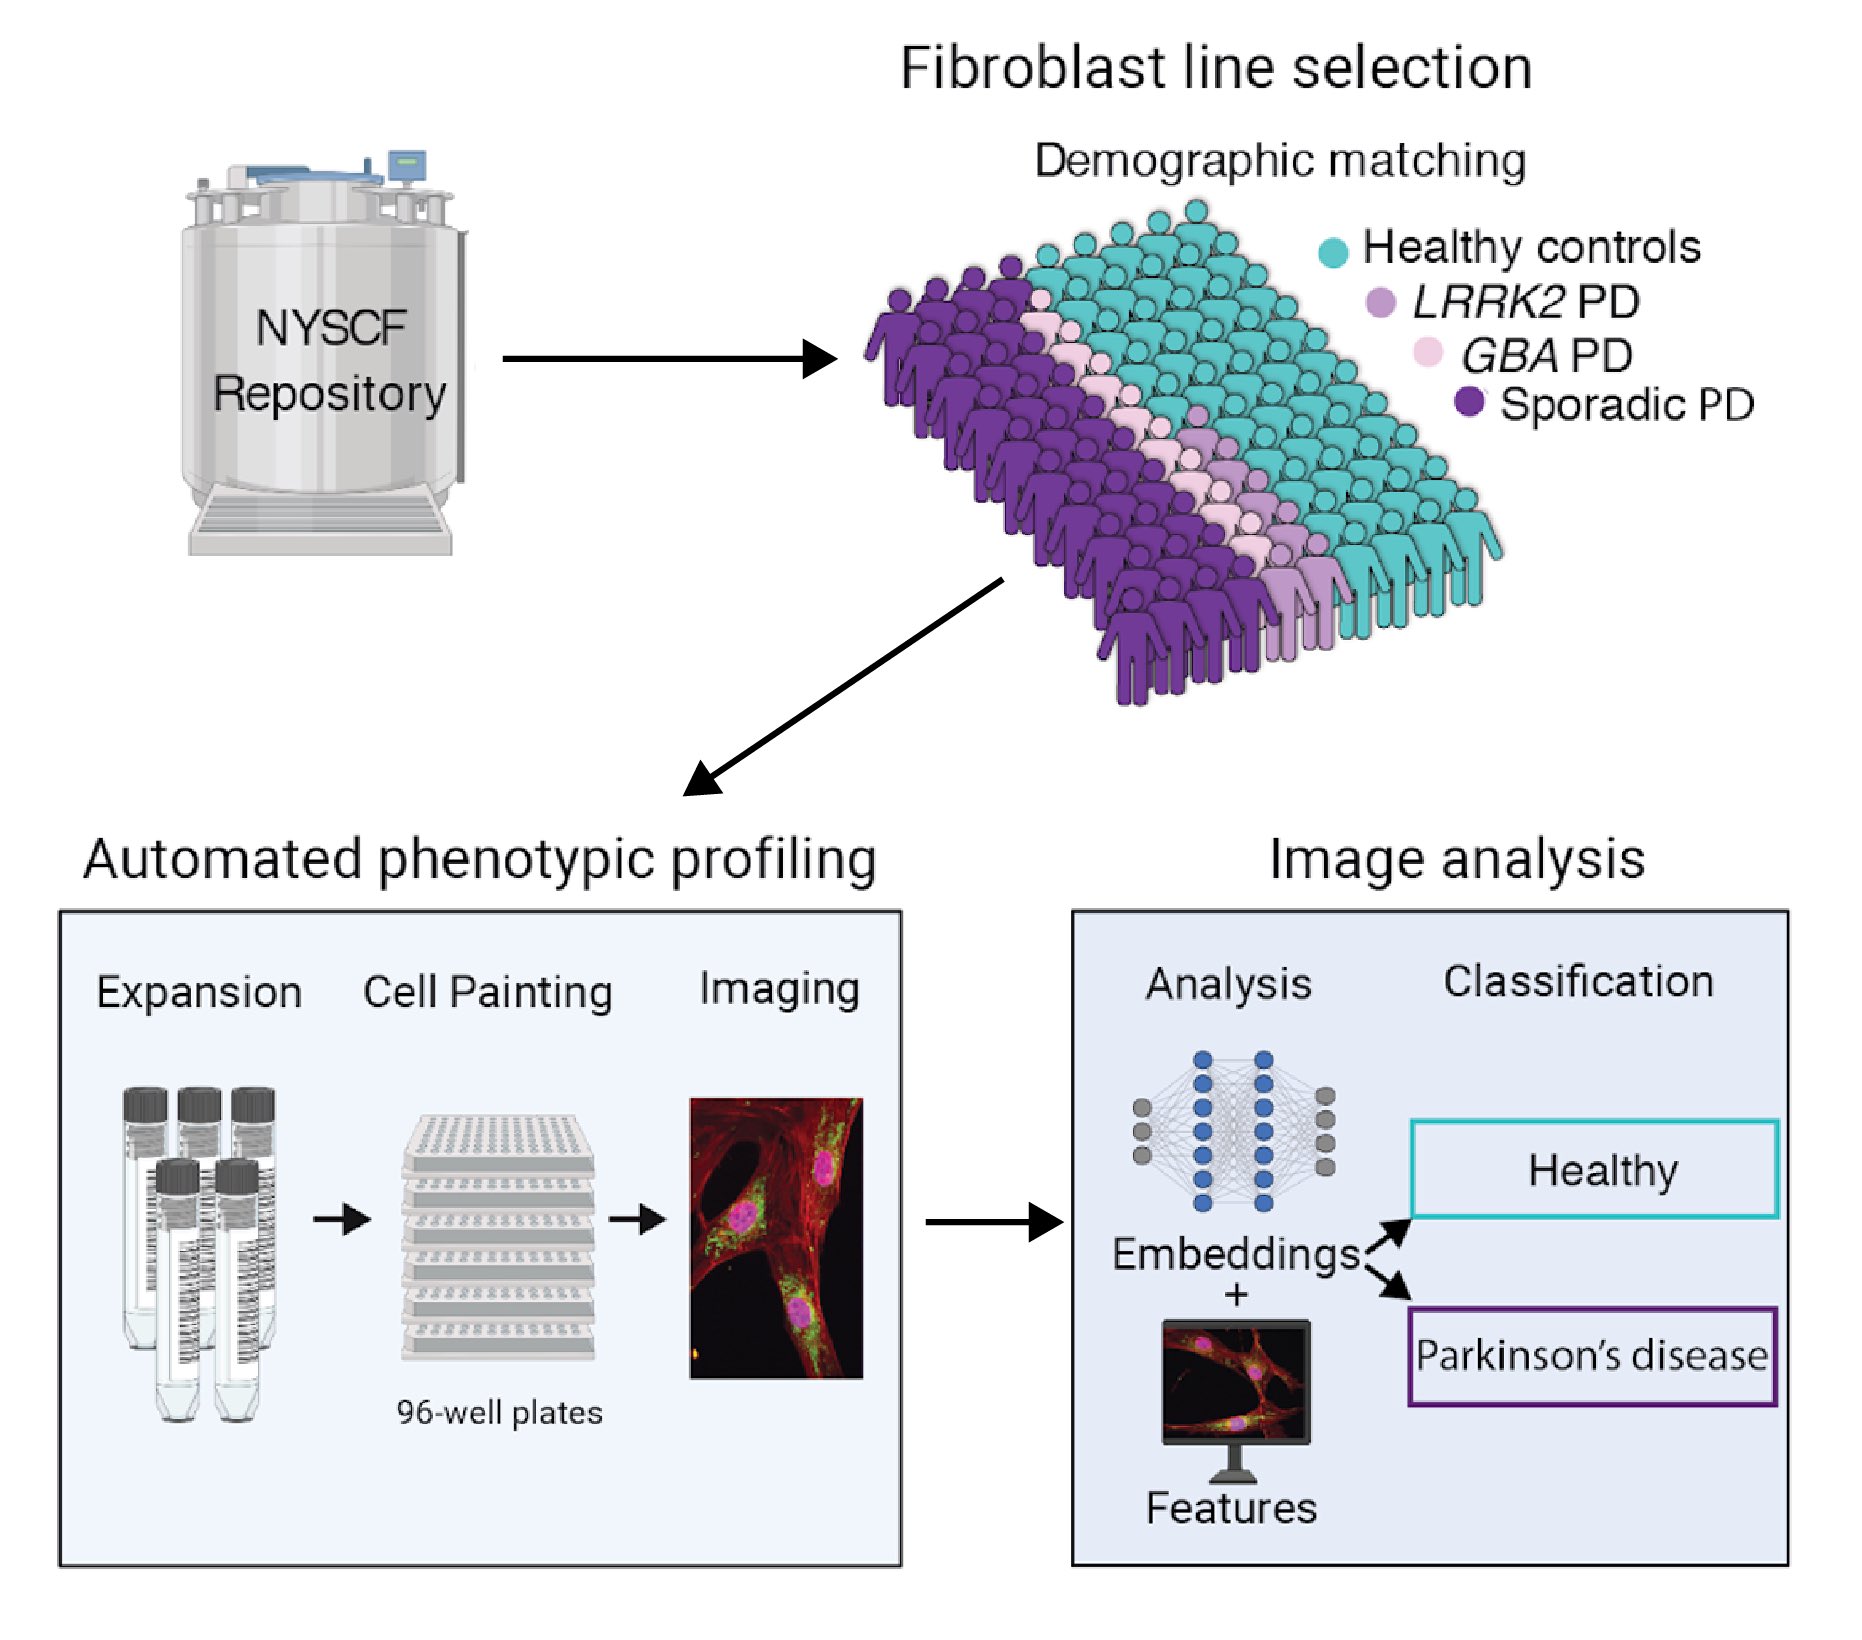 Fibroblast line selection
Demographic matching
Healthy controls
LRRK2 PD
GBA PD
Sporadic PD
NYSCF
Repository
Automated phenotypic profiling
Expansion
Cell Painting
Imaging
96-well plates
Image analysis
Analysis
Classification
Embeddings
+
Features
Healthy
Parkinson’s disease